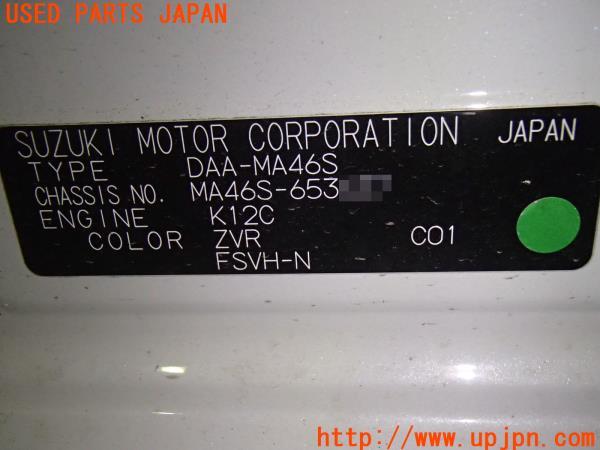 USED PARTS JAPAN
SUZUKI MOTOR CORPORATION JAPAN
TYPE DAA-MA46S
CHASSIS NO. MA46S-653
ENGINE K12C
COLOR ZVR C01
FSVH-N
http://www.upjpn.com